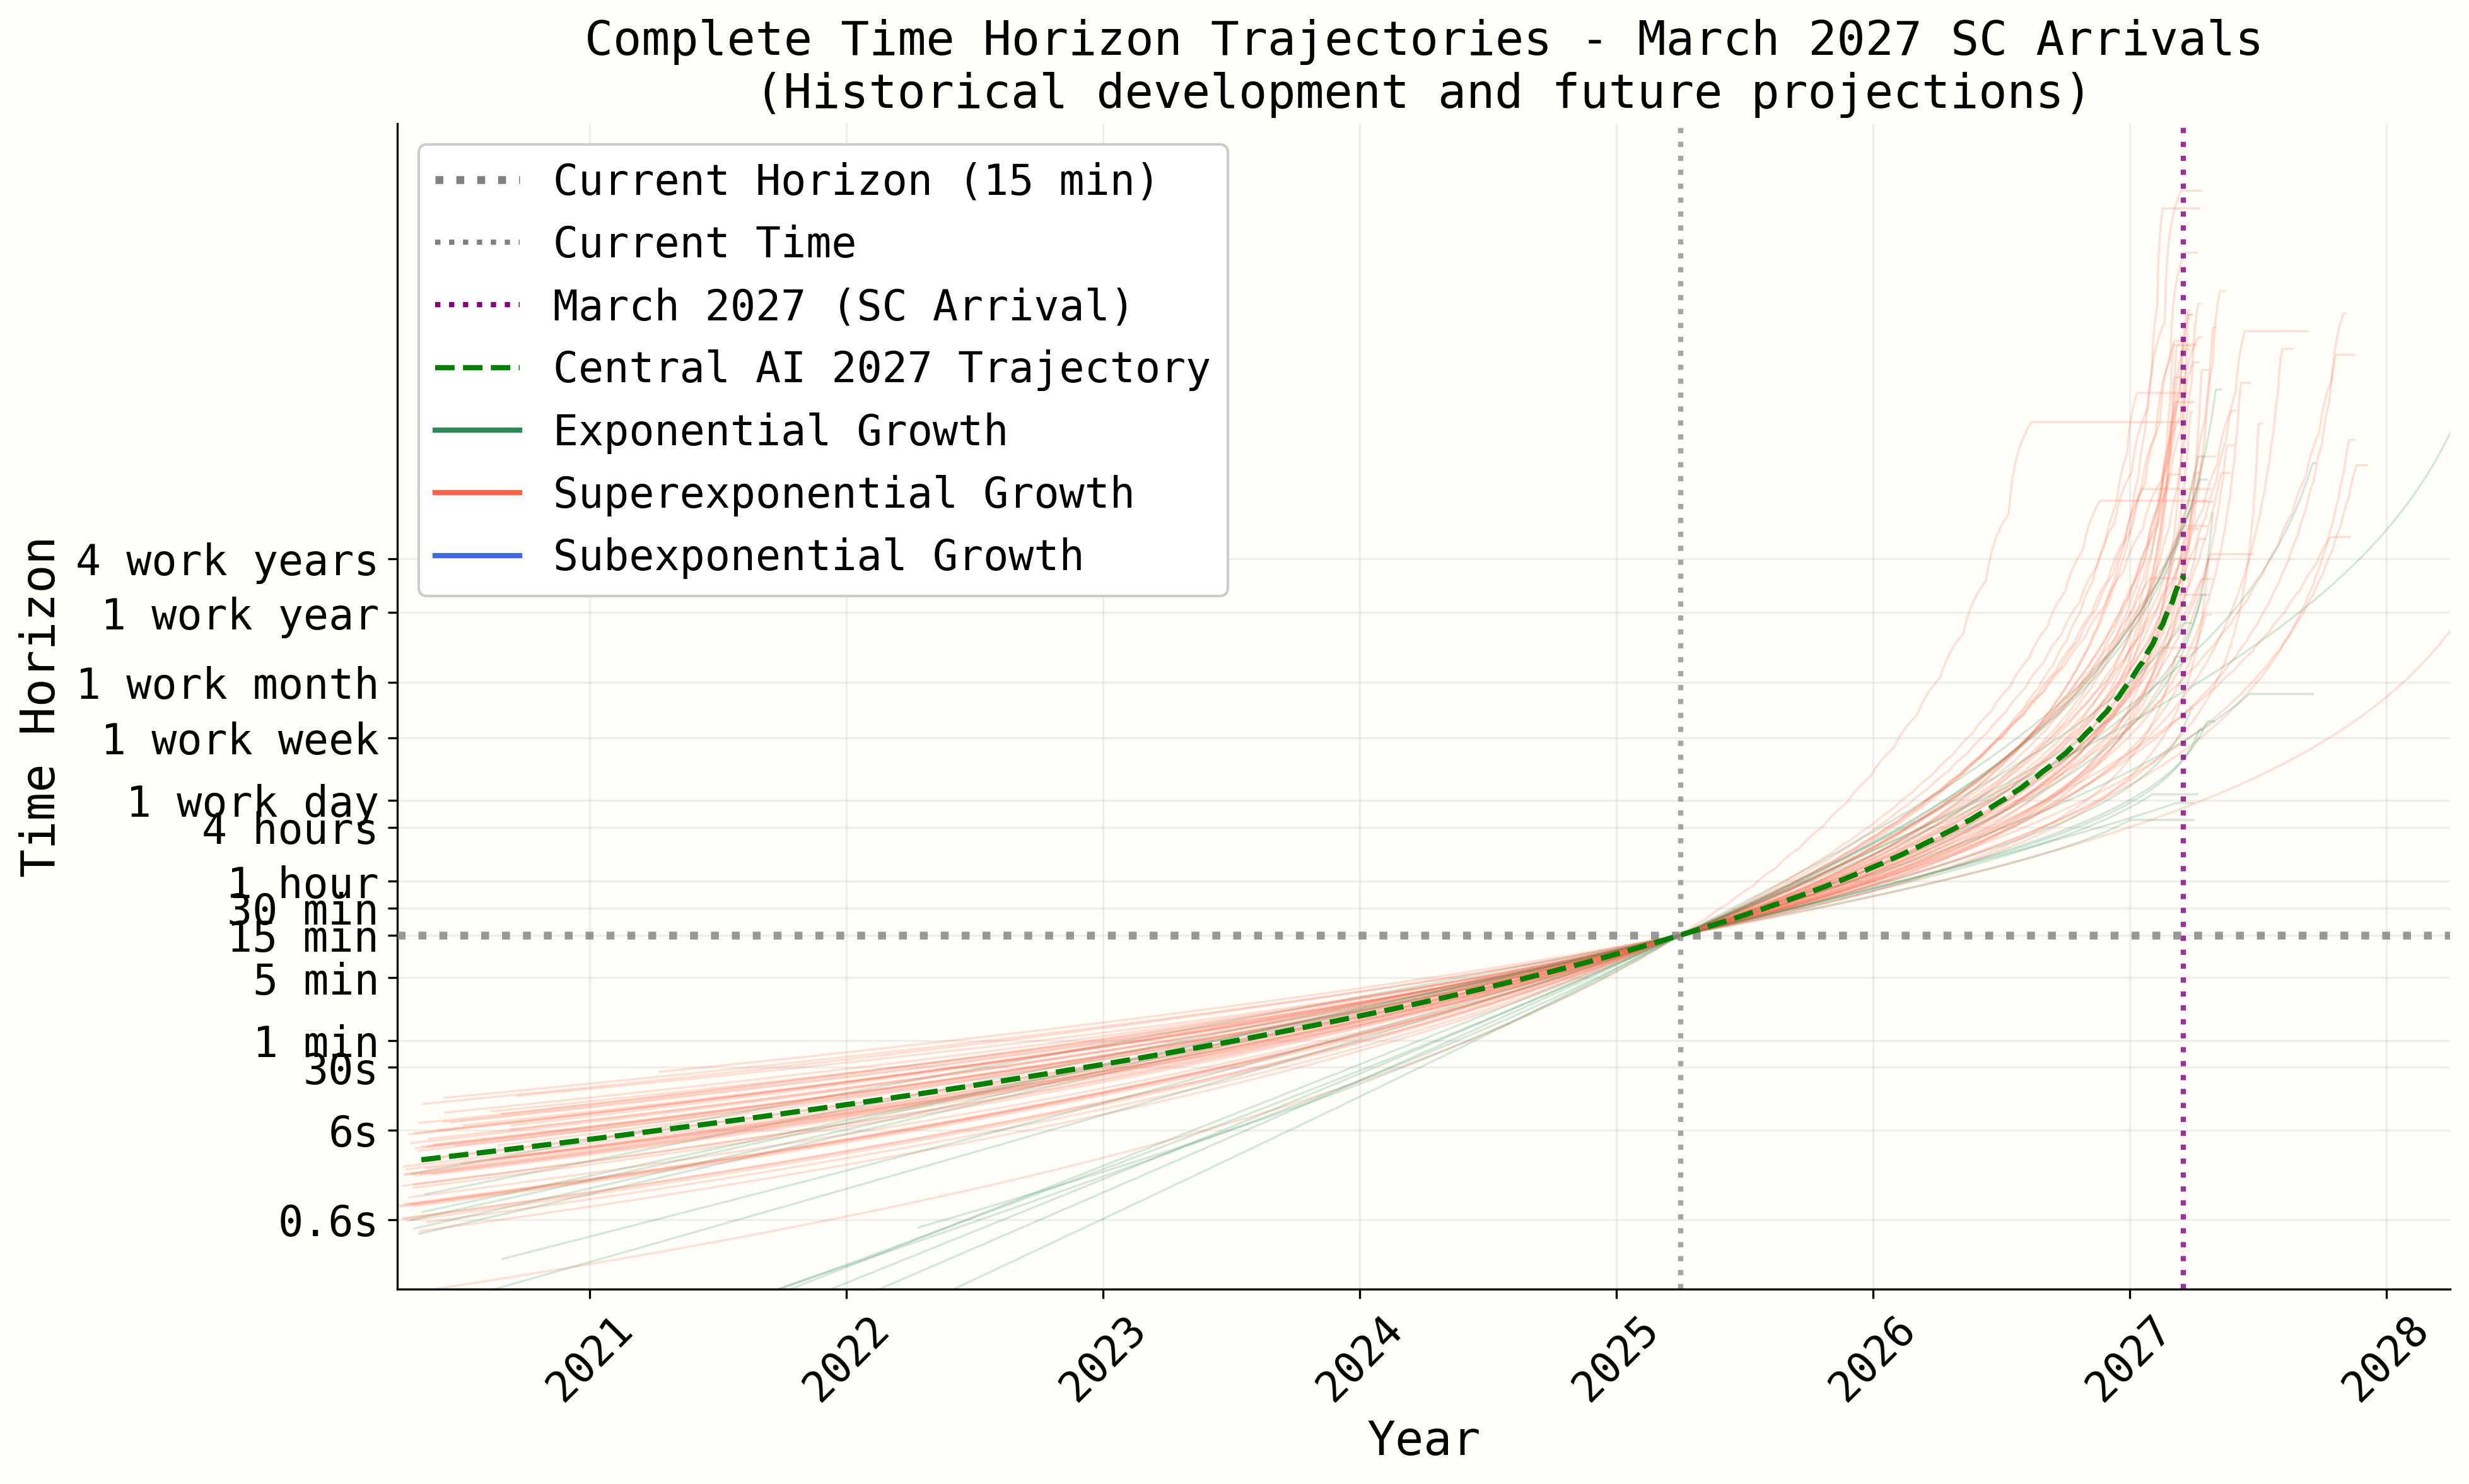 Complete Time Horizon Trajectories - March 2027 SC Arrivals
(Historical development and future projections)
Current Horizon (15 min)
Current Time
March 2027 (SC Arrival)
Central AI 2027 Trajectory
Exponential Growth
Superexponential Growth
Subexponential Growth
Time Horizon
4 work years
1 work year
1 work month
1 work week
1 work day
4 hours
1 hour
30 min
15 min
5 min
1 min
30s
6s
0.6s
2021
2022
2023
2024
2025
2026
2027
2028
Year